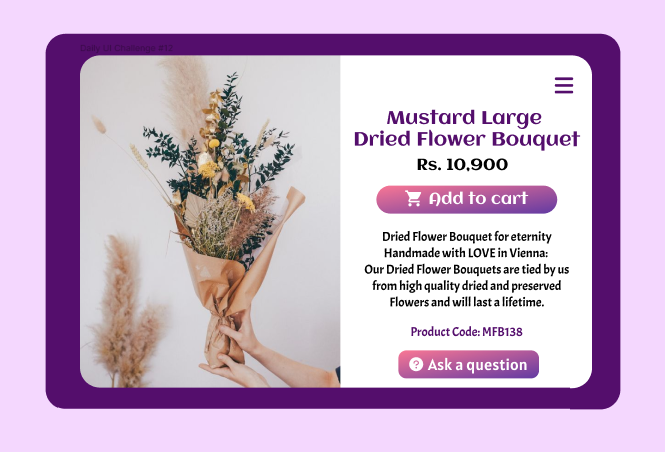 Daily UI Challenge #12
Mustard Large
Dried Flower Bouquet
Rs. 10,900
Add to cart
Dried Flower Bouquet for eternity
Handmade with LOVE in Vienna:
Our Dried Flower Bouquets are tied by us
from high quality dried and preserved
Flowers and will last a lifetime.
Product Code: MFB138
Ask a question